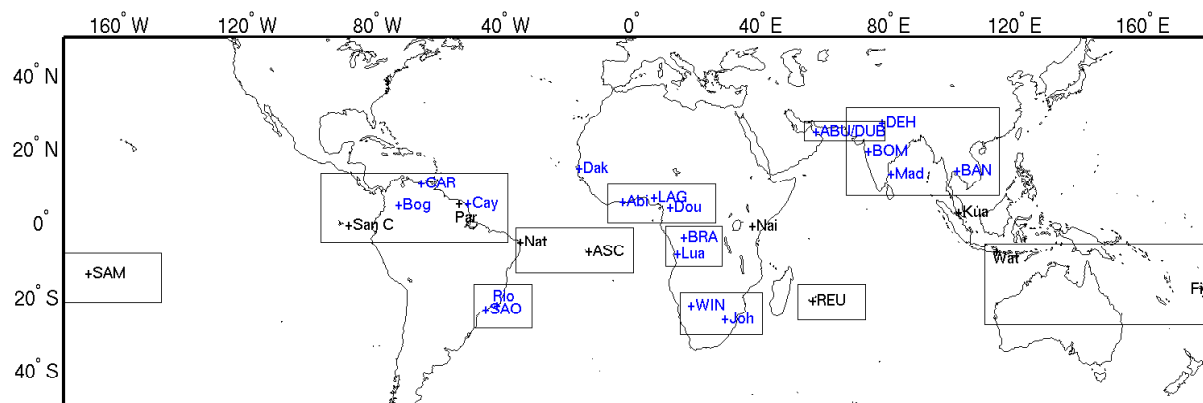 160° W 120° W 80° W 40° W 0° 40° E 80° E 120° E 160° E
40° N
20° N
0°
20° S
40° S
+DEH
+ABU/DUB
+BOM
+Dak
+Mad
+BAN
+CAR
+Bog
+Cay
Par
+San C
+LAG
+Abi
+Dou
+Kua
+Nai
+BRA
+Nat
+ASC
+Lua
Wat
+SAM
Fi
Rio
+SAO
+WIN
+Joh
+REU